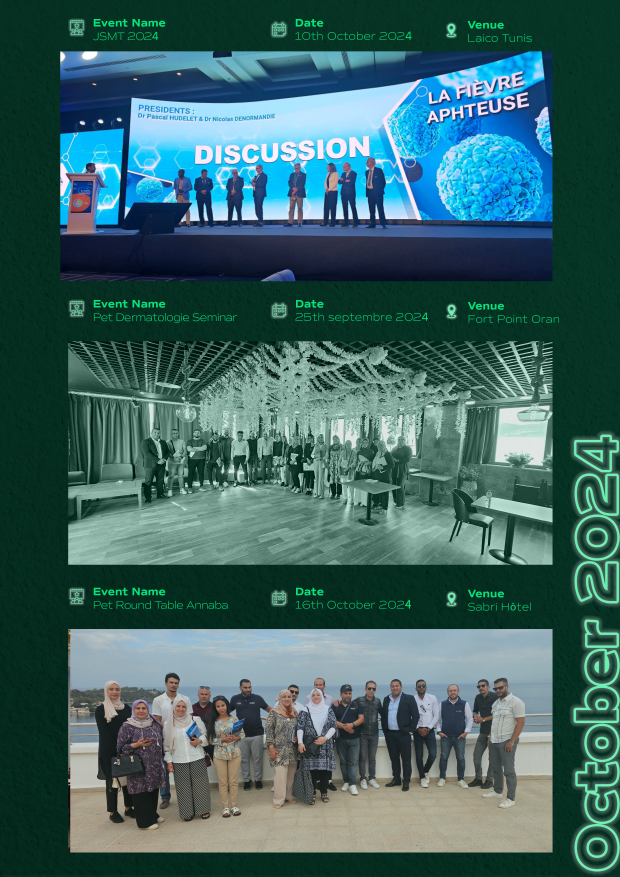 Event Name
JSMT 2024
Date
10th October 2024
Venue
Laico Tunis
PRESIDENTS :
Dr Pascal HUDELET & Dr Nicolas DENORMANDIE
DISCUSSION
LA FIÈVRE
APHTEUSE
Event Name
Pet Dermatologie Seminar
Date
25th septembre 2024
Venue
Fort Point Oran
Event Name
Pet Round Table Annaba
Date
16th October 2024
Venue
Sabri Hôtel
October 2024